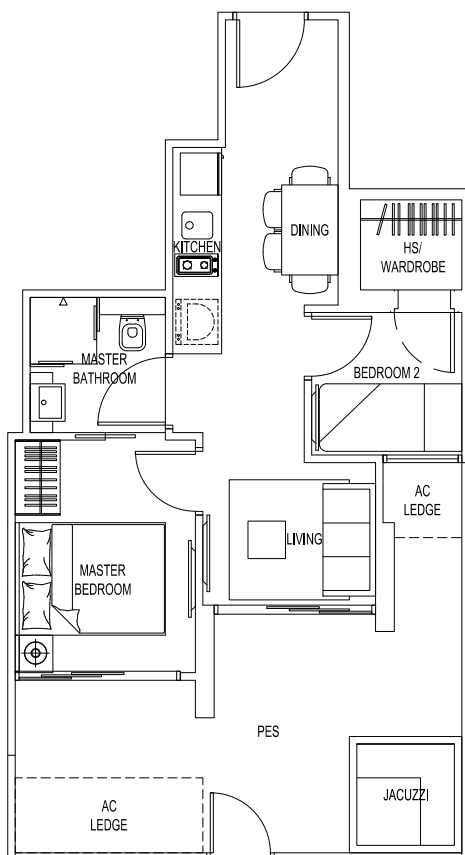 DINING
KITCHEN
HS/
WARDROBE
MASTER
BATHROOM
BEDROOM 2
AC
LEDGE
LIVING
MASTER
BEDROOM
PES
JACUZZI
AC
LEDGE